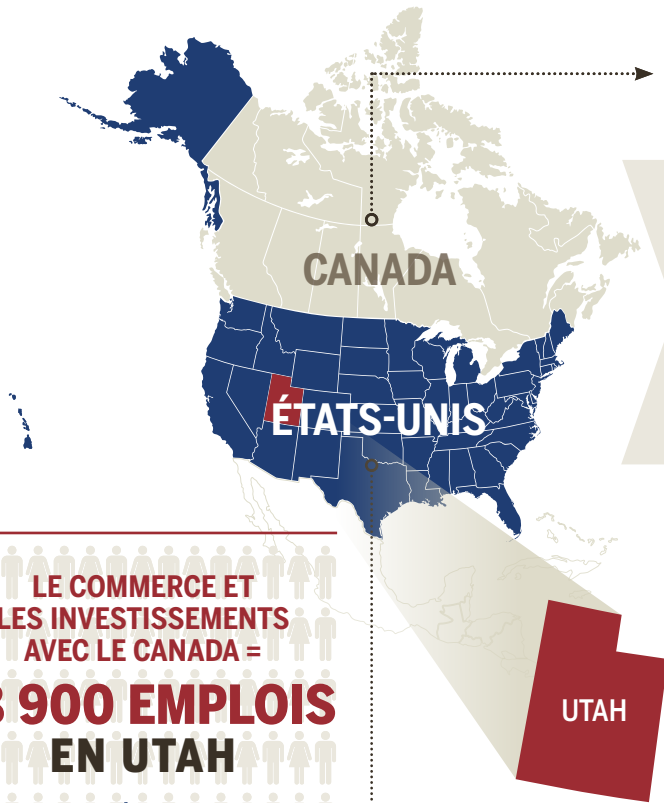 CANADA
ÉTATS-UNIS
LE COMMERCE ET
LES INVESTISSEMENTS
AVEC LE CANADA =
900 EMPLOIS
EN UTAH
UTAH